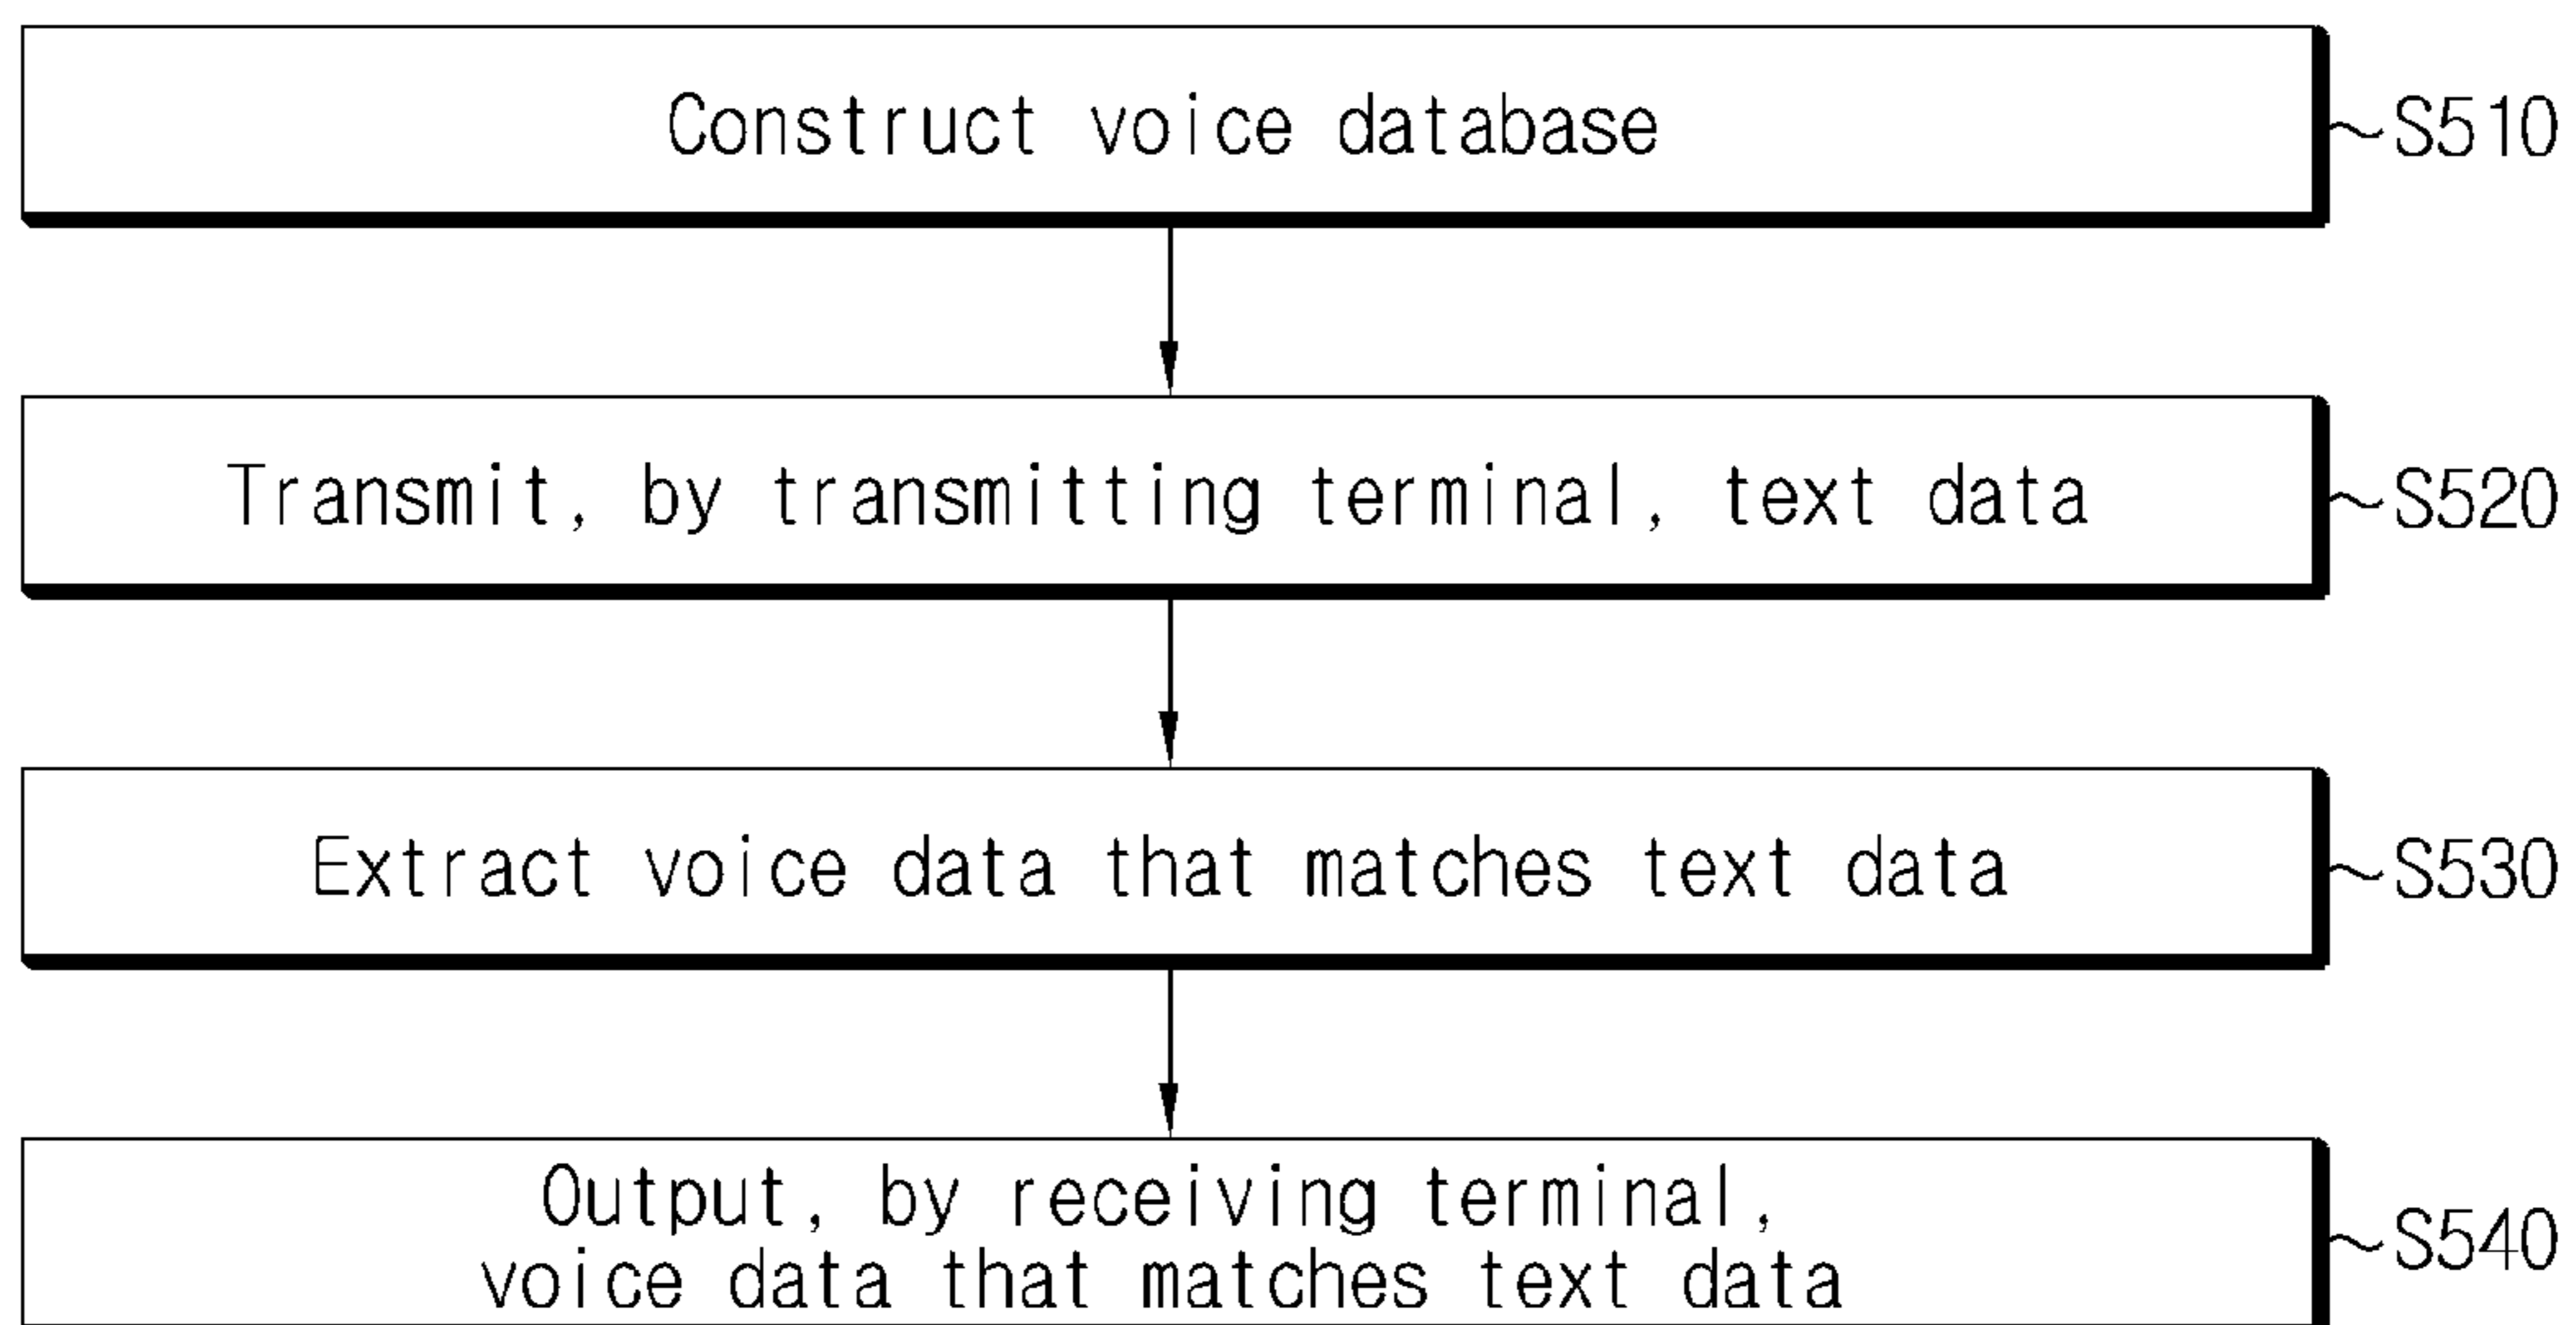 Construct voice database
~S510
Transmit, by transmitting terminal, text data
~S520
Extract voice data that matches text data
~S530
Output, by receiving terminal,
voice data that matches text data
~S540